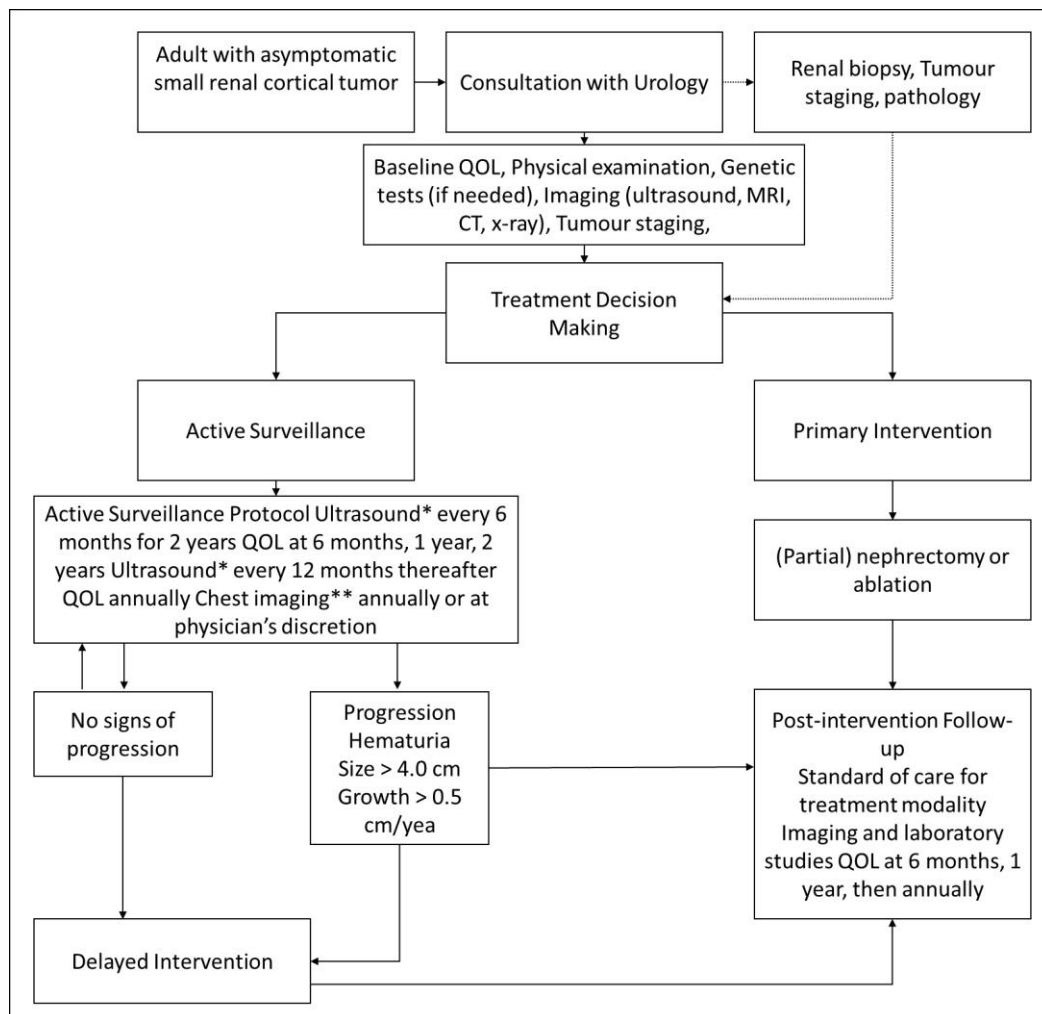 Adult with asymptomatic
small renal cortical tumor
Consultation with Urology
Renal biopsy, Tumour
staging, pathology
Baseline QOL, Physical examination, Genetic
tests (if needed), Imaging (ultrasound, MRI,
CT, x-ray), Tumour staging,
Treatment Decision
Making
Active Surveillance
Primary Intervention
Active Surveillance Protocol Ultrasound* every 6
months for 2 years QOL at 6 months, 1 year, 2
years Ultrasound* every 12 months thereafter
QOL annually Chest imaging** annually or at
physician’s discretion
(Partial) nephrectomy or
ablation
No signs of
progression
Progression
Hematuria
Size > 4.0 cm
Growth > 0.5
cm/yea
Post-intervention Follow-
up
Standard of care for
treatment modality
Imaging and laboratory
studies QOL at 6 months, 1
year, then annually
Delayed Intervention